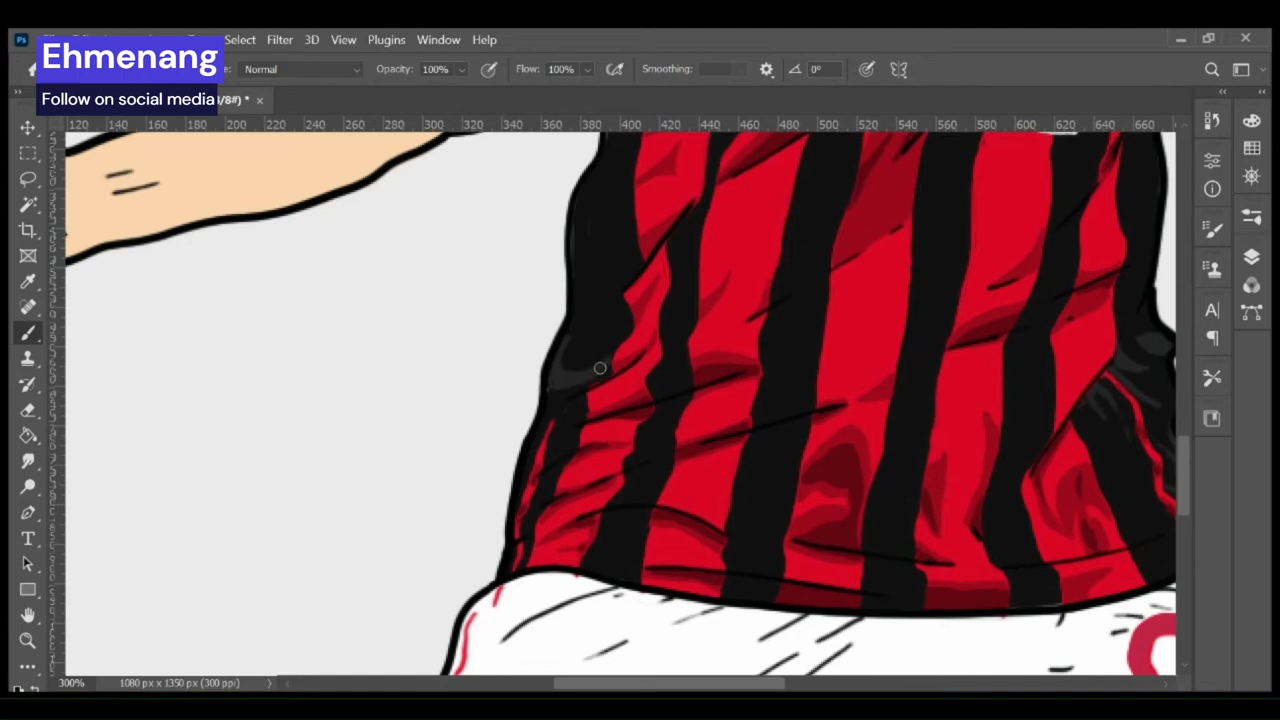 Ehmenang
Follow on social media
Select Filter 3D View Plugins Window Help
Normal Opacity: 100% Flow: 100% Smoothing: 0°
/8#) *
120 140 160 180 200 220 240 260 280 300 320 340 360 380 400 420 440 460 480 500 520 540 560 580 600 620 640 660
300% 1080 px x 1350 px (300 ppi)